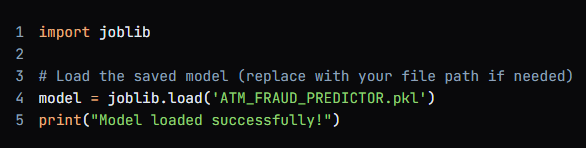 1 import joblib
2
3 # Load the saved model (replace with your file path if needed)
4 model = joblib.load('ATM_FRAUD_PREDICTOR.pkl')
5 print("Model loaded successfully!")